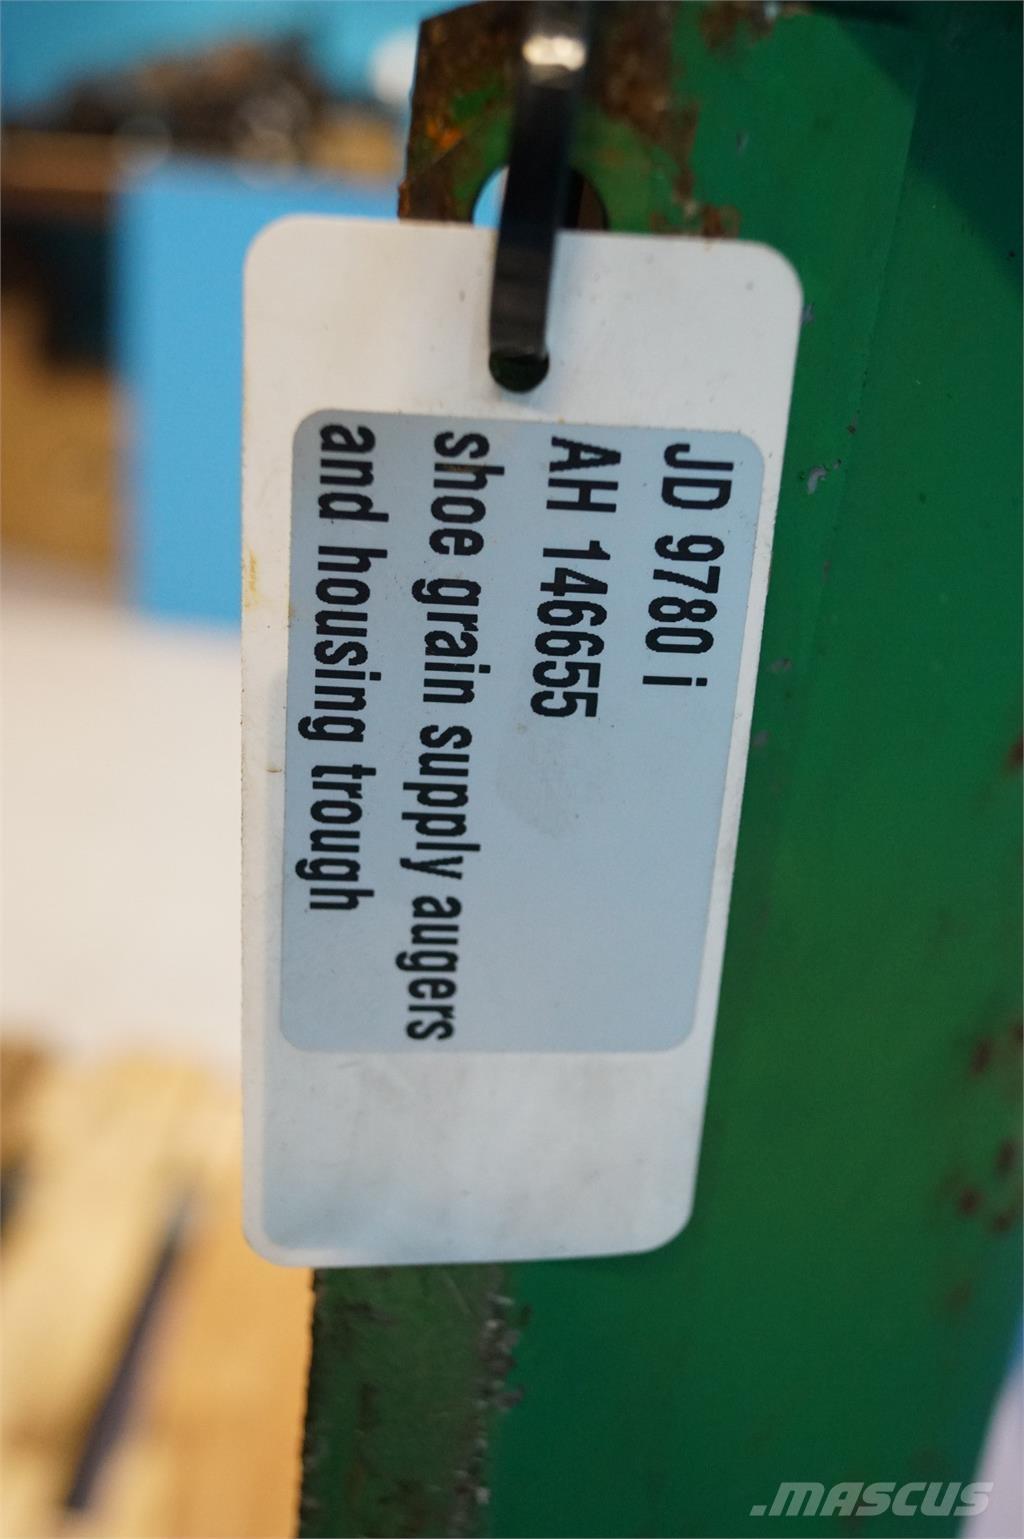 JD 9780 i
AH 146655
shoe grain supply augers
and housing trough
.MASCUS